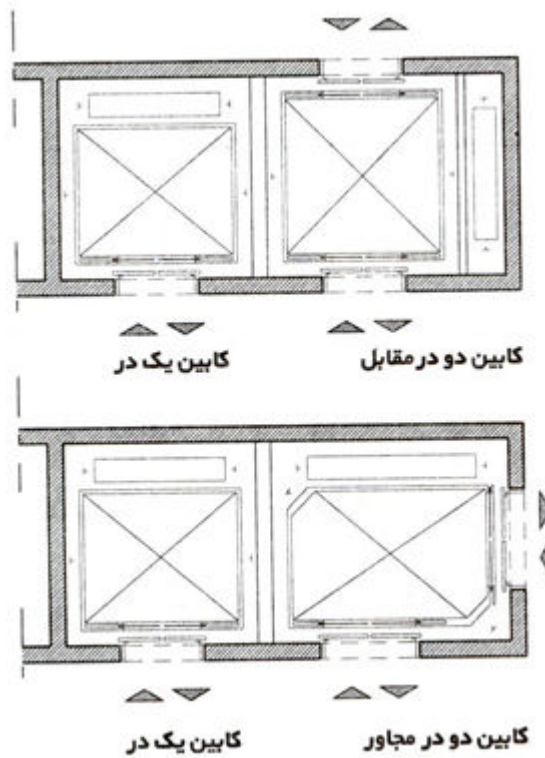 کابین دو در مقابل
کابین یک در
کابین دو در مجاور
کابین یک در